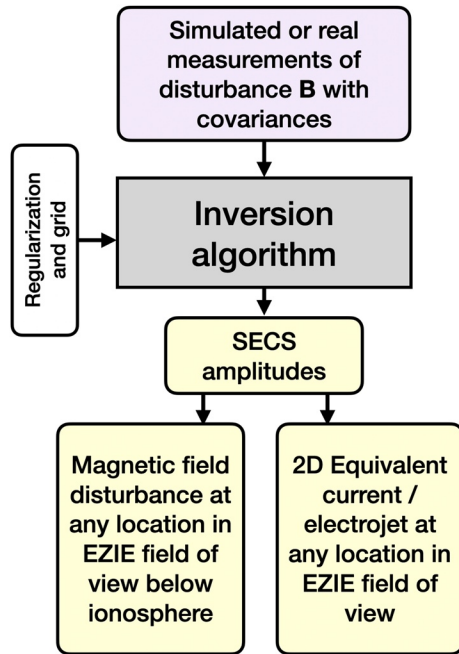 Simulated or real
measurements of
disturbance B with
covariances
Regularization
and grid
Inversion
algorithm
SECS
amplitudes
Magnetic field
disturbance at
any location in
EZIE field of
view below
ionosphere
2D Equivalent
current /
electrojet at
any location in
EZIE field of
view